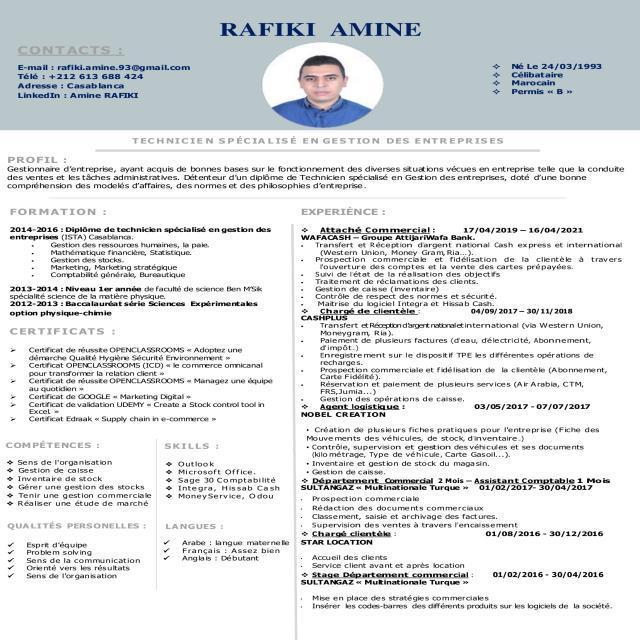 RAFIKI AMINE
CONTACTS :
E-mail : rafiki.amine.93@gmail.com
Télé : +212 613 688 424
Adresse : Casablanca
LinkedIn : Amine RAFIKI
Né Le 24/03/1993
Célibataire
Marocain
Permis « B »
TECHNICIEN SPÉCIALISÉ EN GESTION DES ENTREPRISES
PROFIL :
Gestionnaire d'entreprise, ayant acquis de bonnes bases sur le fonctionnement des diverses situations vécues en entreprise telle que la conduite
des ventes et les tâches administratives. Détenteur d'un diplôme de Technicien spécialisé en Gestion des entreprises, doté d'une bonne
compréhension des modelés d'affaires, des normes et des philosophies d'entreprise.
FORMATION :
2014-2016 : Diplôme de technicien spécialisé en gestion des
entreprises (ISTA) Casablanca.
Gestion des ressources humaines, la paie.
Mathématique financière, Statistique.
Gestion des stocks.
Marketing, Marketing stratégique
Comptabilité générale, Bureautique
2013-2014 : Niveau 1er année de faculté de science Ben M'Sik
spécialité science de la matière physique.
2012-2013 : Baccalauréat série Sciences Expérimentales
option physique-chimie
CERTIFICATS :
Certificat de réussite OPENCLASSROOMS « Adoptez une
démarche Qualité Hygiène Sécurité Environnement »
Certificat OPENCLASSROOMS (ICD) « le commerce omnicanal
pour transformer la relation client »
Certificat de réussite OPENCLASSROOMS « Managez une équipe
au quotidien »
Certificat de GOOGLE « Marketing Digital »
Certificat de validation UDEMY « Create a Stock control tool in
Excel »
Certificat Edraak « Supply chain in e-commerce »
COMPÉTENCES :
Sens de l'organisation
Gestion de caisse
Inventaire de stock
Gérer une gestion des stocks
Tenir une gestion commerciale
Réaliser une étude de marché
SKILLS :
Outlook
Microsoft Office.
Sage 30 Comptabilité
Integra, Hissab Cash
MoneyService, Odou
QUALITÉS PERSONELLES :
Esprit d'équipe
Problem solving
Sens de la communication
Orienté vers les résultats
Sens de l'organisation
LANGUES :
Arabe : langue maternelle
Français : Assez bien
Anglais : Débutant
EXPERIÈNCE :
Attaché Commercial : 17/04/2019 – 16/04/2021
WAFACASH – Groupe AttijariWafa Bank.
Transfert et Réception d'argent national Cash express et international
(Western Union, Money Gram, Ria...).
Prospection commerciale et fidélisation de la clientèle à travers
l'ouverture des comptes et la vente des cartes prépayées.
Suivi de l'état de la réalisation des objectifs
Traitement de réclamations des clients.
Gestion de caisse (inventaire)
Contrôle de respect des normes et sécurité.
Maitrise du logiciel Integra et Hissab Cash.
Chargé de clientèle : 04/09/2017 – 30/11/2018
CASHPLUS
Transfert et Réception d'argent nationale et international (via Western Union,
Moneygram, Ria).
Paiement de plusieurs factures (d'eau, délectricité, Abonnement,
d'impôt.)
Enregistrement sur le dispositif TPE les différentes opérations de
recharges.
Prospection commerciale et fidélisation de la clientèle (Abonnement,
Carte Fidélité).
Réservation et paiement de plusieurs services (Air Arabia, CTM,
FRS, Jumia...)
Gestion des opérations de caisse.
Agent logistique : 03/05/2017 - 07/07/2017
NOBEL CREATION
• Création de plusieurs fiches pratiques pour l'entreprise (Fiche des
Mouvements des véhicules, de stock, d'inventaire.)
• Contrôle, supervision et gestion des véhicules et ses documents
(kilométrage, Type de véhicule, Carte Gasoil...).
• Inventaire et gestion de stock du magasin.
• Gestion de caisse.
Département Commercial 2 Mois – Assistant Comptable 1 Mois
SULTANGAZ « Multinationale Turque » 01/02/2017- 30/04/2017
Prospection commerciale
Rédaction des documents commerciaux
Classement, saisie et archivage des factures.
Supervision des ventes à travers l'encaissement
Chargé clientèle : 01/08/2016 - 30/12/2016
STAR LOCATION
Accueil des clients
Service client avant et après location
Stage Département commercial : 01/02/2016 - 30/04/2016
SULTANGAZ « Multinationale Turque »
Mise en place des stratégies commerciales
Insérer les codes-barres des différents produits sur les logiciels de la société.